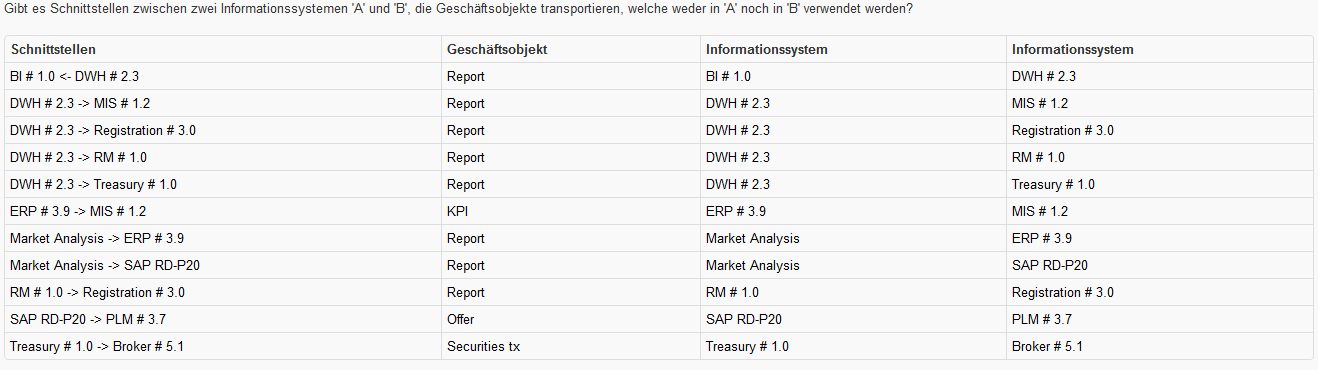 Gibt es Schnittstellen zwischen zwei Informationssystemen 'A' und 'B', die Geschäftsobjekte transportieren, welche weder in 'A' noch in 'B' verwendet werden?
Schnittstellen Geschäftsobjekt Informationssystem Informationssystem
BI # 1.0 <- DWH # 2.3 Report BI # 1.0 DWH # 2.3
DWH # 2.3 -> MIS # 1.2 Report DWH # 2.3 MIS # 1.2
DWH # 2.3 -> Registration # 3.0 Report DWH # 2.3 Registration # 3.0
DWH # 2.3 -> RM # 1.0 Report DWH # 2.3 RM # 1.0
DWH # 2.3 -> Treasury # 1.0 Report DWH # 2.3 Treasury # 1.0
ERP # 3.9 -> MIS # 1.2 KPI ERP # 3.9 MIS # 1.2
Market Analysis -> ERP # 3.9 Report Market Analysis ERP # 3.9
Market Analysis -> SAP RD-P20 Report Market Analysis SAP RD-P20
RM # 1.0 -> Registration # 3.0 Report RM # 1.0 Registration # 3.0
SAP RD-P20 -> PLM # 3.7 Offer SAP RD-P20 PLM # 3.7
Treasury # 1.0 -> Broker # 5.1 Securities tx Treasury # 1.0 Broker # 5.1